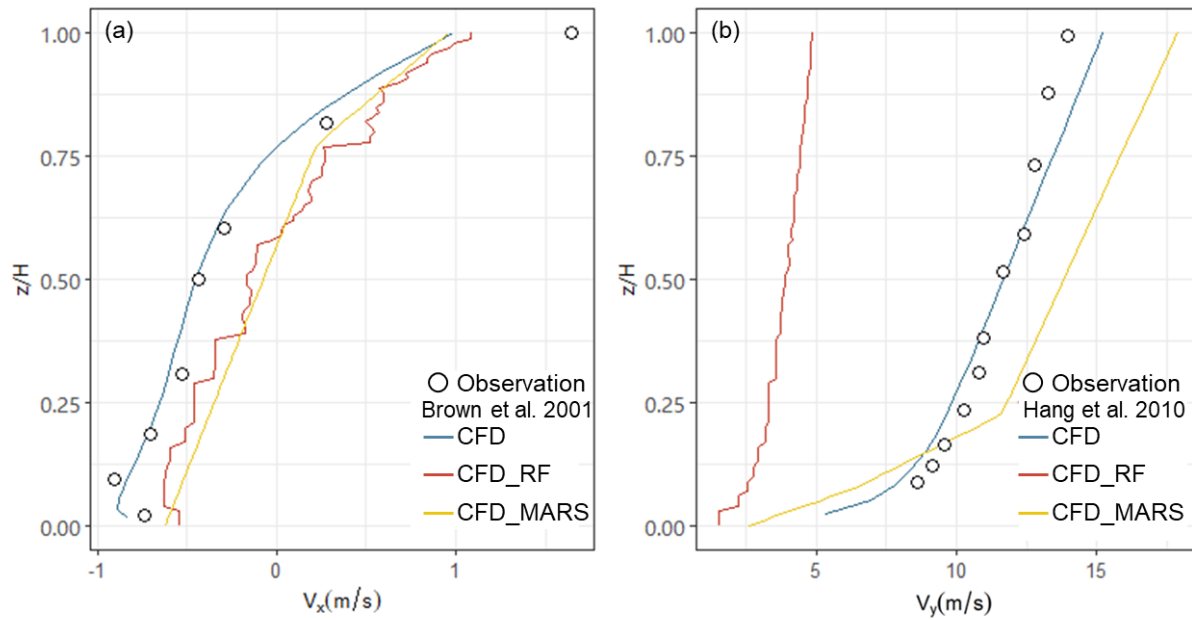 (a)
1.00
0.75
0.50
0.25
0.00
z/H
-1
0
1
Vₓ(m/s)
Observation
Brown et al. 2001
CFD
CFD_RF
CFD_MARS
(b)
1.00
0.75
0.50
0.25
0.00
z/H
5
10
15
Vᵧ(m/s)
Observation
Hang et al. 2010
CFD
CFD_RF
CFD_MARS